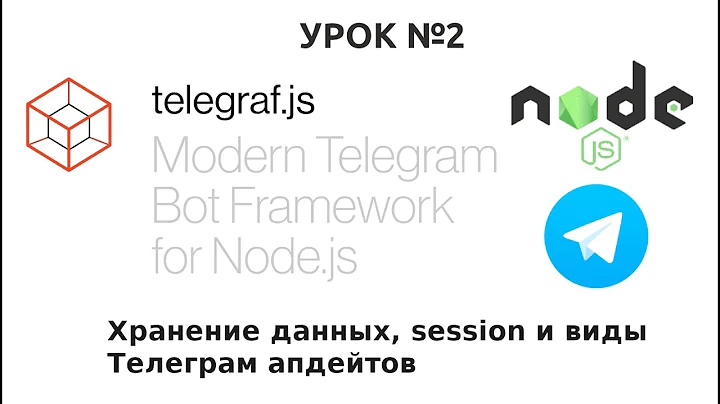 УРОК №2
telegraf.js
Modern Telegram
Bot Framework
for Node.js
node
JS
Хранение данных, session и виды
Телеграм апдейтов